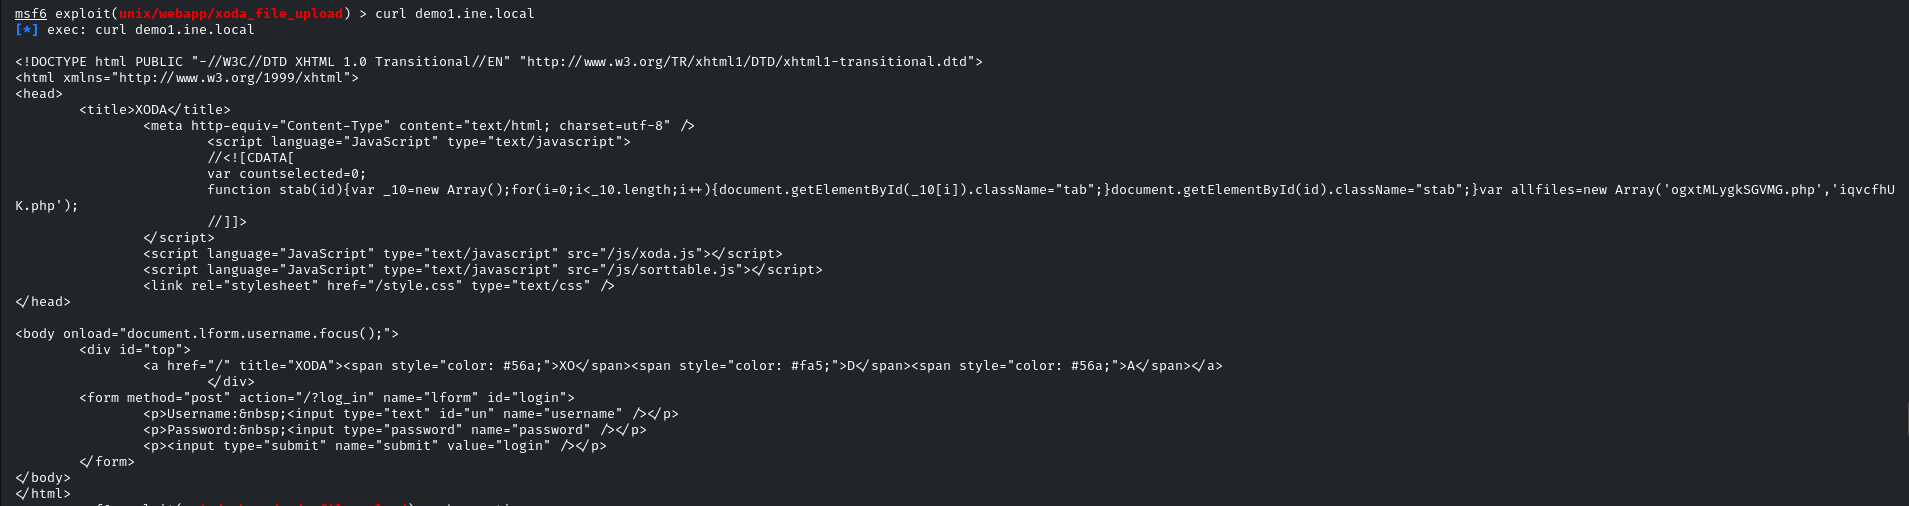 msf6 exploit(unix/webapp/xoda_file_upload) > curl demo1.ine.local
[*] exec: curl demo1.ine.local
<!DOCTYPE html PUBLIC "-//W3C//DTD XHTML 1.0 Transitional//EN" "http://www.w3.org/TR/xhtml1/DTD/xhtml1-transitional.dtd">
<html xmlns="http://www.w3.org/1999/xhtml">
<head>
<title>XODA</title>
<meta http-equiv="Content-Type" content="text/html; charset=utf-8" />
<script language="JavaScript" type="text/javascript">
//<![CDATA[
var countselected=0;
function stab(id){var _10=new Array();for(i=0;i<_10.length;i++){document.getElementById(_10[i]).className="tab";}document.getElementById(id).className="stab";}var allfiles=new Array('ogxtMLygkSGVMG.php','iqvcfhU
K.php');
//]]>
</script>
<script language="JavaScript" type="text/javascript" src="/js/xoda.js"></script>
<script language="JavaScript" type="text/javascript" src="/js/sorttable.js"></script>
<link rel="stylesheet" href="/style.css" type="text/css" />
</head>
<body onload="document.lform.username.focus();">
<div id="top">
<a href="/" title="XODA"><span style="color: #56a;">XO</span><span style="color: #fa5;">D</span><span style="color: #56a;">A</span></a>
</div>
<form method="post" action="/?log_in" name="lform" id="login">
<p>Username:&nbsp;<input type="text" id="un" name="username" /></p>
<p>Password:&nbsp;<input type="password" name="password" /></p>
<p><input type="submit" name="submit" value="login" /></p>
</form>
</body>
</html>